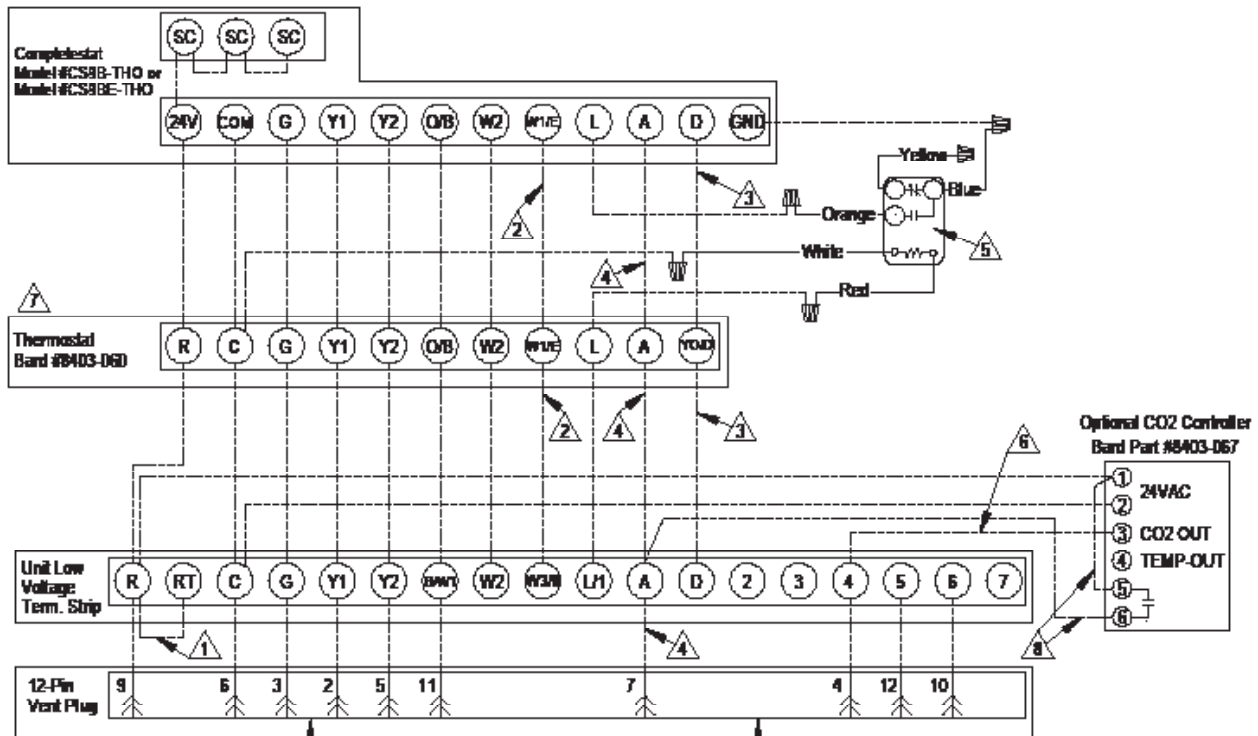 SC SC SC
Completestat
Model #CS9B-THO or
Model #CS9BE-THO
24V COM G Y1 Y2 O/B W2 W1/E L A D GND
Yellow
Blue
3
2
Orange
5
White
4
Red
7
Thermostat
Bard #8403-060
R C G Y1 Y2 O/B W2 W1/E L A YO/D
2 4 3
6
Optional CO2 Controller
Bard Part #8403-067
1
24VAC
2
3 CO2 OUT
4 TEMP-OUT
5
6
Unit Low
Voltage
Term. Strip
R RT C G Y1 Y2 B/W1 W2 L/1 A D 2 3 4 5 6 7
1 4 8
12-Pin
Vent Plug
9 6 3 2 5 11 7 4 12 10